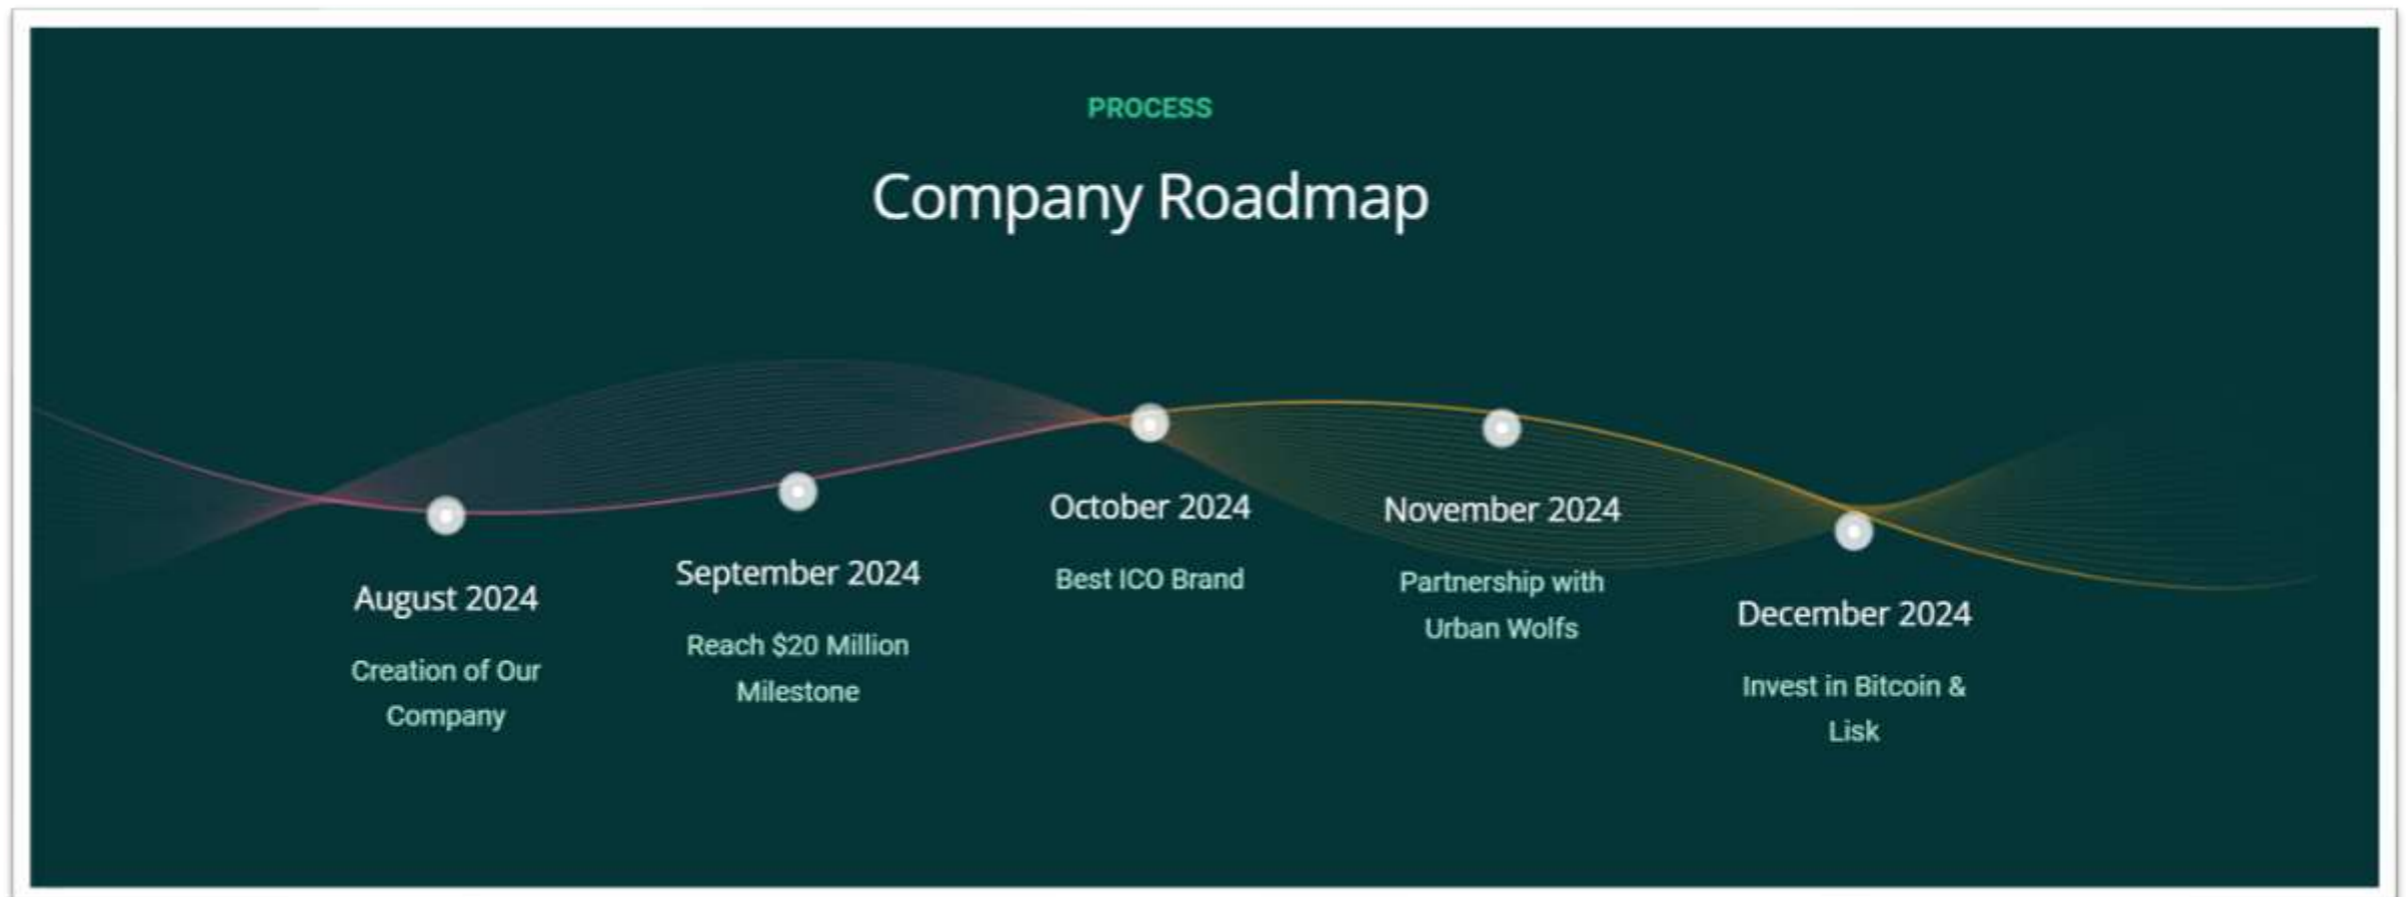 PROCESS
Company Roadmap
August 2024
Creation of Our
Company
September 2024
Reach $20 Million
Milestone
October 2024
Best ICO Brand
November 2024
Partnership with
Urban Wolfs
December 2024
Invest in Bitcoin &
Lisk